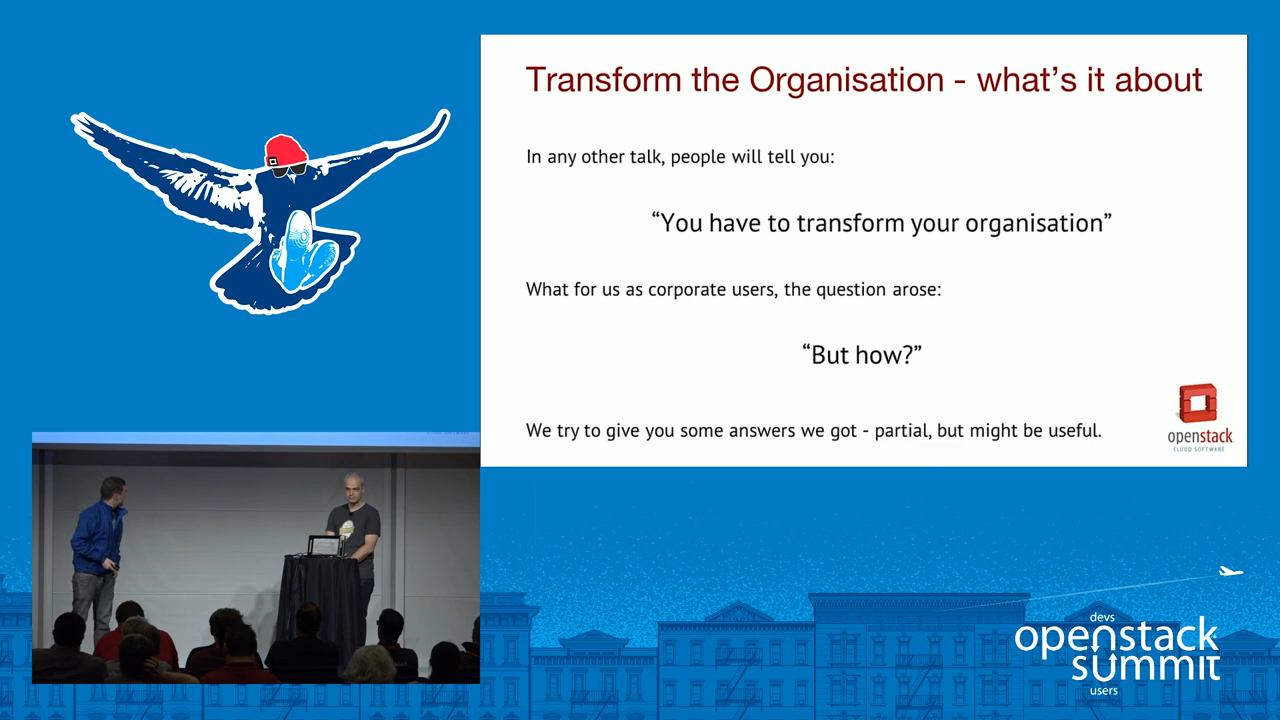 Transform the Organisation - what's it about
In any other talk, people will tell you:
“You have to transform your organisation”
What for us as corporate users, the question arose:
“But how?”
We try to give you some answers we got - partial, but might be useful.
openstack
CLOUD SOFTWARE
devs
openstack
summit
users